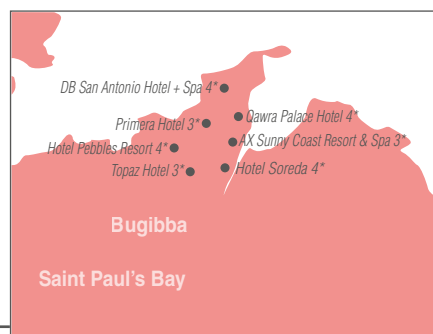 DB San Antonio Hotel + Spa 4*
Qawra Palace Hotel 4*
Primera Hotel 3*
AX Sunny Coast Resort & Spa 3*
Hotel Pebbles Resort 4*
Topaz Hotel 3*
Hotel Soreda 4*
Bugibba
Saint Paul's Bay